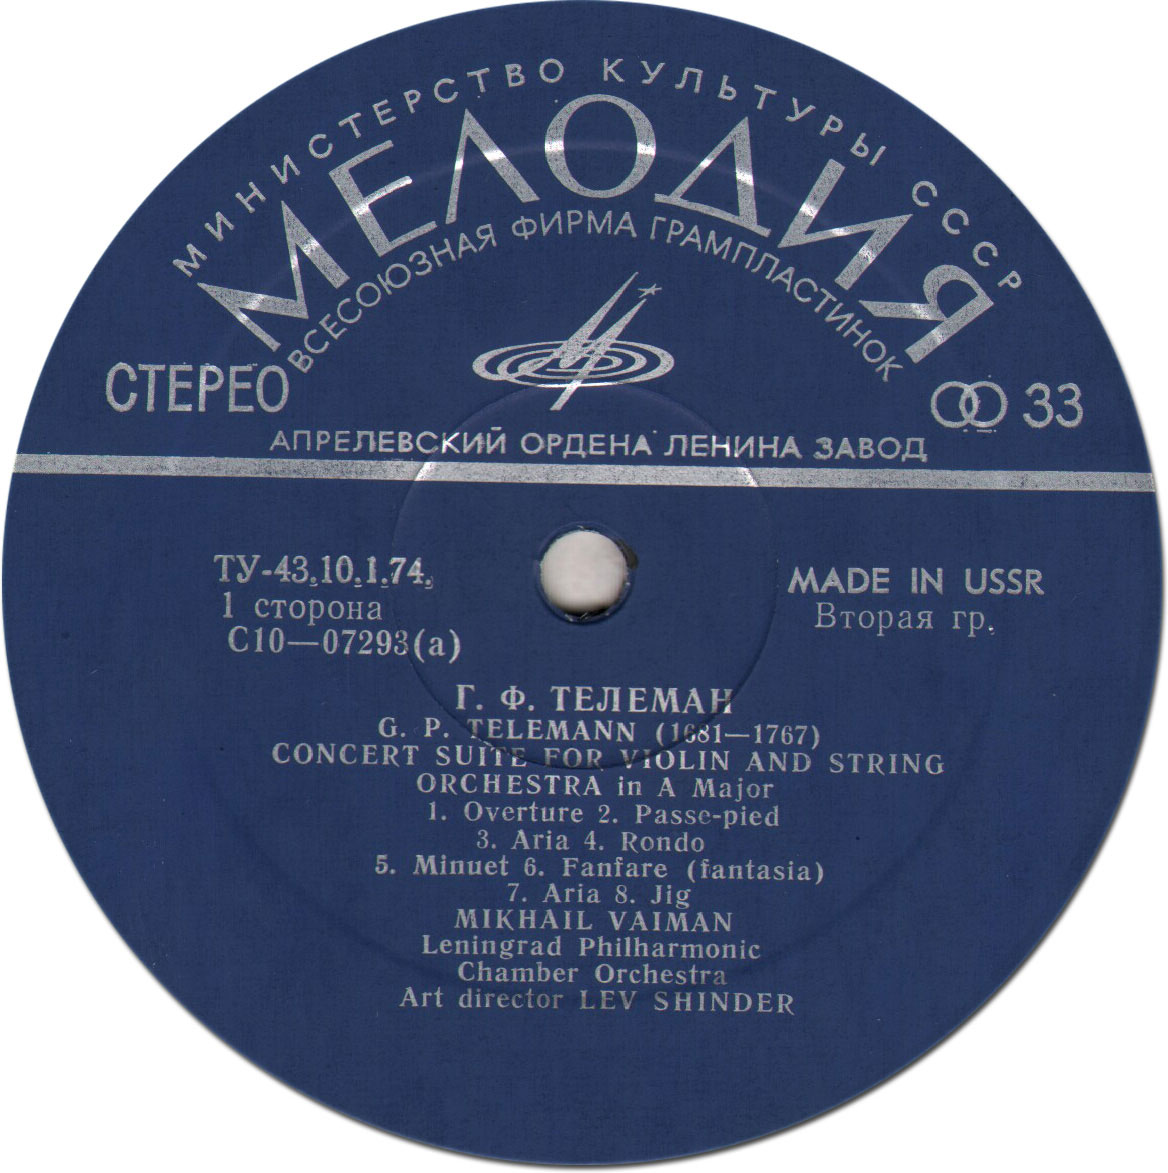 МИНИСТЕРСТВО КУЛЬТУРЫ СССР
МЕЛОДИЯ
ВСЕСОЮЗНАЯ ФИРМА ГРАМПЛАСТИНОК
СТЕРЕО
33
АПРЕЛЕВСКИЙ ОРДЕНА ЛЕНИНА ЗАВОД
ТУ-43.10.1.74.
MADE IN USSR
1 сторона
Вторая гр.
С10—07293(а)
Г. Ф. ТЕЛЕМАН
G. P. TELEMANN (1681—1767)
CONCERT SUITE FOR VIOLIN AND STRING
ORCHESTRA in A Major
1. Overture 2. Passe-pied
3. Aria 4. Rondo
5. Minuet 6. Fanfare (fantasia)
7. Aria 8. Jig
MIKHAIL VAIMAN
Leningrad Philharmonic
Chamber Orchestra
Art director LEV SHINDER